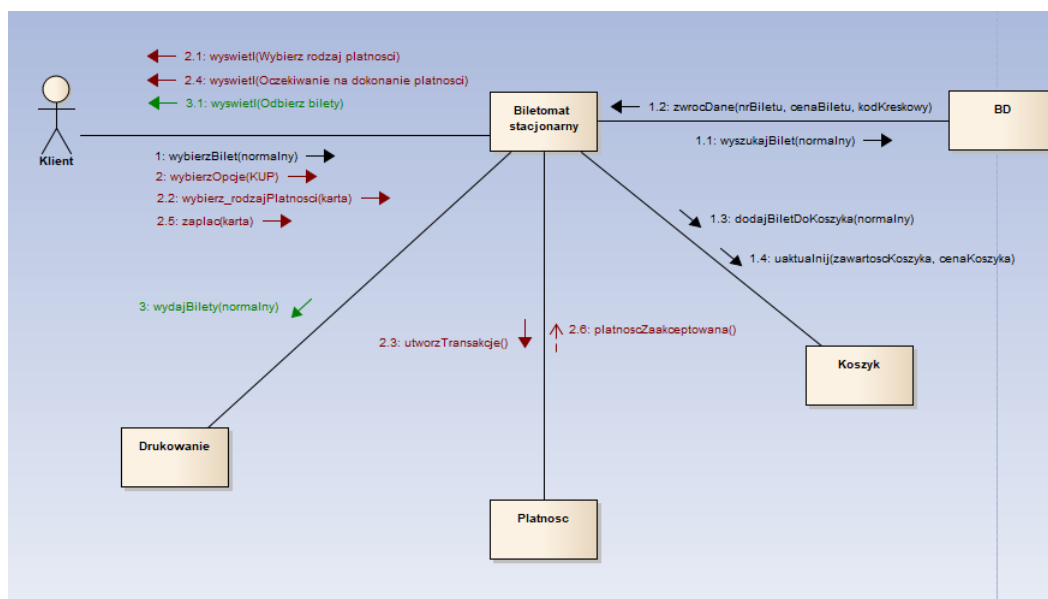 2.1: wyswietl(Wybierz rodzaj platnosci)
2.4: wyswietl(Oczekiwanie na dokonanie platnosci)
3.1: wyswietl(Odbierz bilety)
Klient
Biletomat
stacjonarny
1.2: zwrocDane(nrBiletu, cenaBiletu, kodKreskowy)
BD
1.1: wyszukajBilet(normalny)
1: wybierzBilet(normalny)
2: wybierzOpcje(KUP)
2.2: wybierz_rodzajPlatnosci(karta)
2.5: zaplac(karta)
1.3: dodajBiletDoKoszyka(normalny)
1.4: uaktualnij(zawartoscKoszyka, cenaKoszyka)
3: wydajBilety(normalny)
2.3: utworzTransakcje()
2.6: platnoscZaakceptowana()
Koszyk
Drukowanie
Platnosc